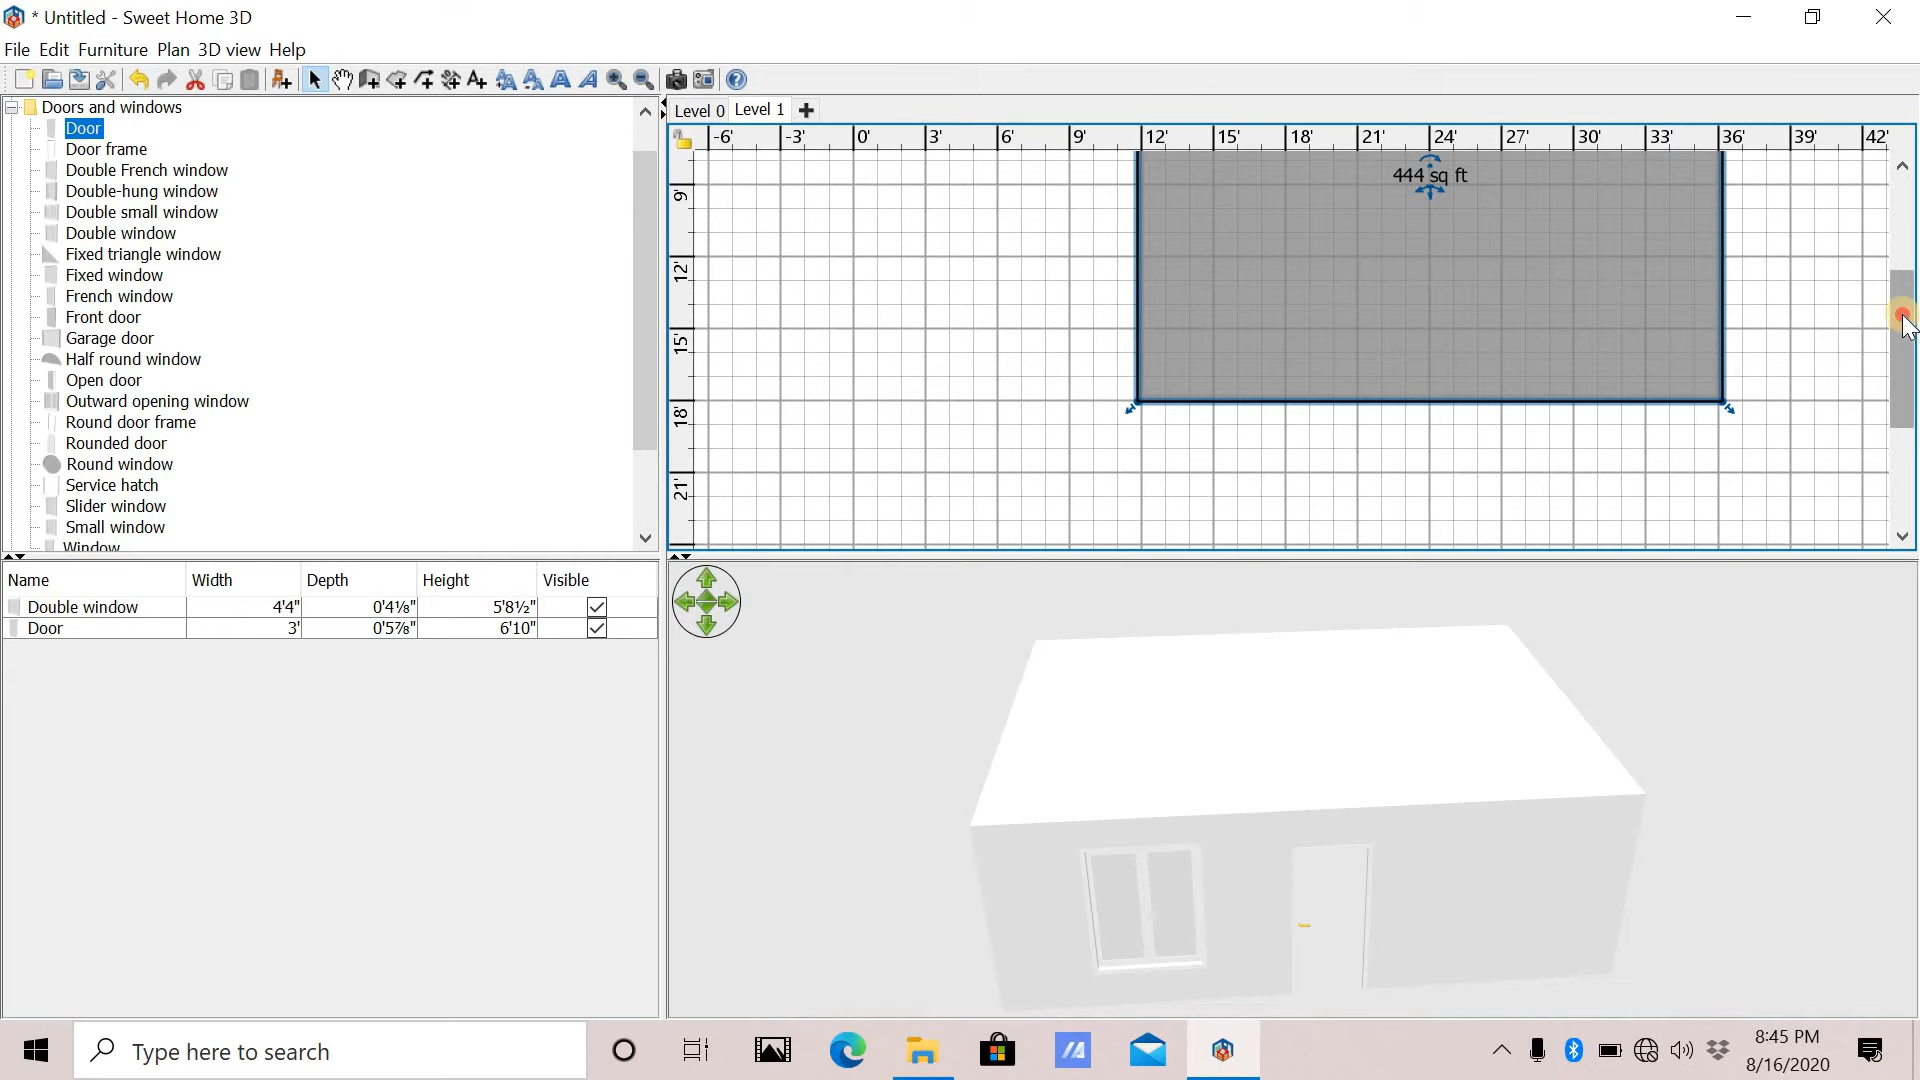 * Untitled - Sweet Home 3D
File Edit Furniture Plan 3D view Help
Doors and windows
Door
Door frame
Double French window
Double-hung window
Double small window
Double window
Fixed triangle window
Fixed window
French window
Front door
Garage door
Half round window
Open door
Outward opening window
Round door frame
Rounded door
Round window
Service hatch
Slider window
Small window
Window
Level 0 Level 1
-6' -3' 0' 3' 6' 9' 12' 15' 18' 21' 24' 27' 30' 33' 36' 39' 42'
9'
12'
15'
18'
21'
444 sq ft
Name Width Depth Height Visible
Double window 4'4" 0'4⅛" 5'8½"
Door 3' 0'5⅞" 6'10"
Type here to search
8:45 PM
8/16/2020